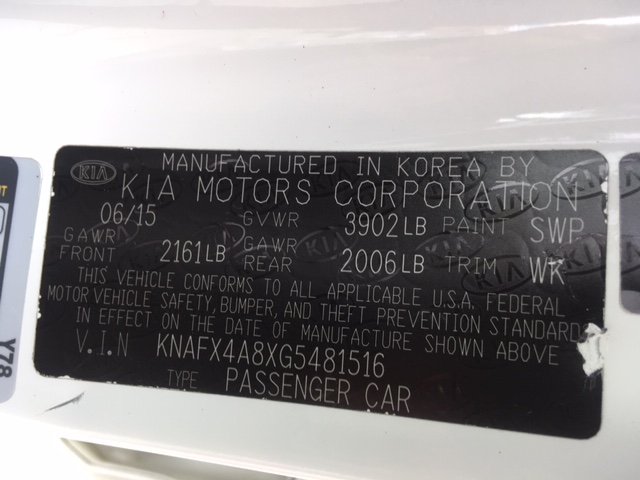 MANUFACTURED IN KOREA BY
KIA
KIA MOTORS CORPORATION
06/15 GVWR 3902LB PAINT SWP
GAWR FRONT 2161LB GAWR REAR 2006LB TRIM WK
THIS VEHICLE CONFORMS TO ALL APPLICABLE U.S.A. FEDERAL
MOTOR VEHICLE SAFETY, BUMPER, AND THEFT PREVENTION STANDARDS
IN EFFECT ON THE DATE OF MANUFACTURE SHOWN ABOVE
V.I.N KNAFX4A8XG5481516
TYPE PASSENGER CAR
Y78